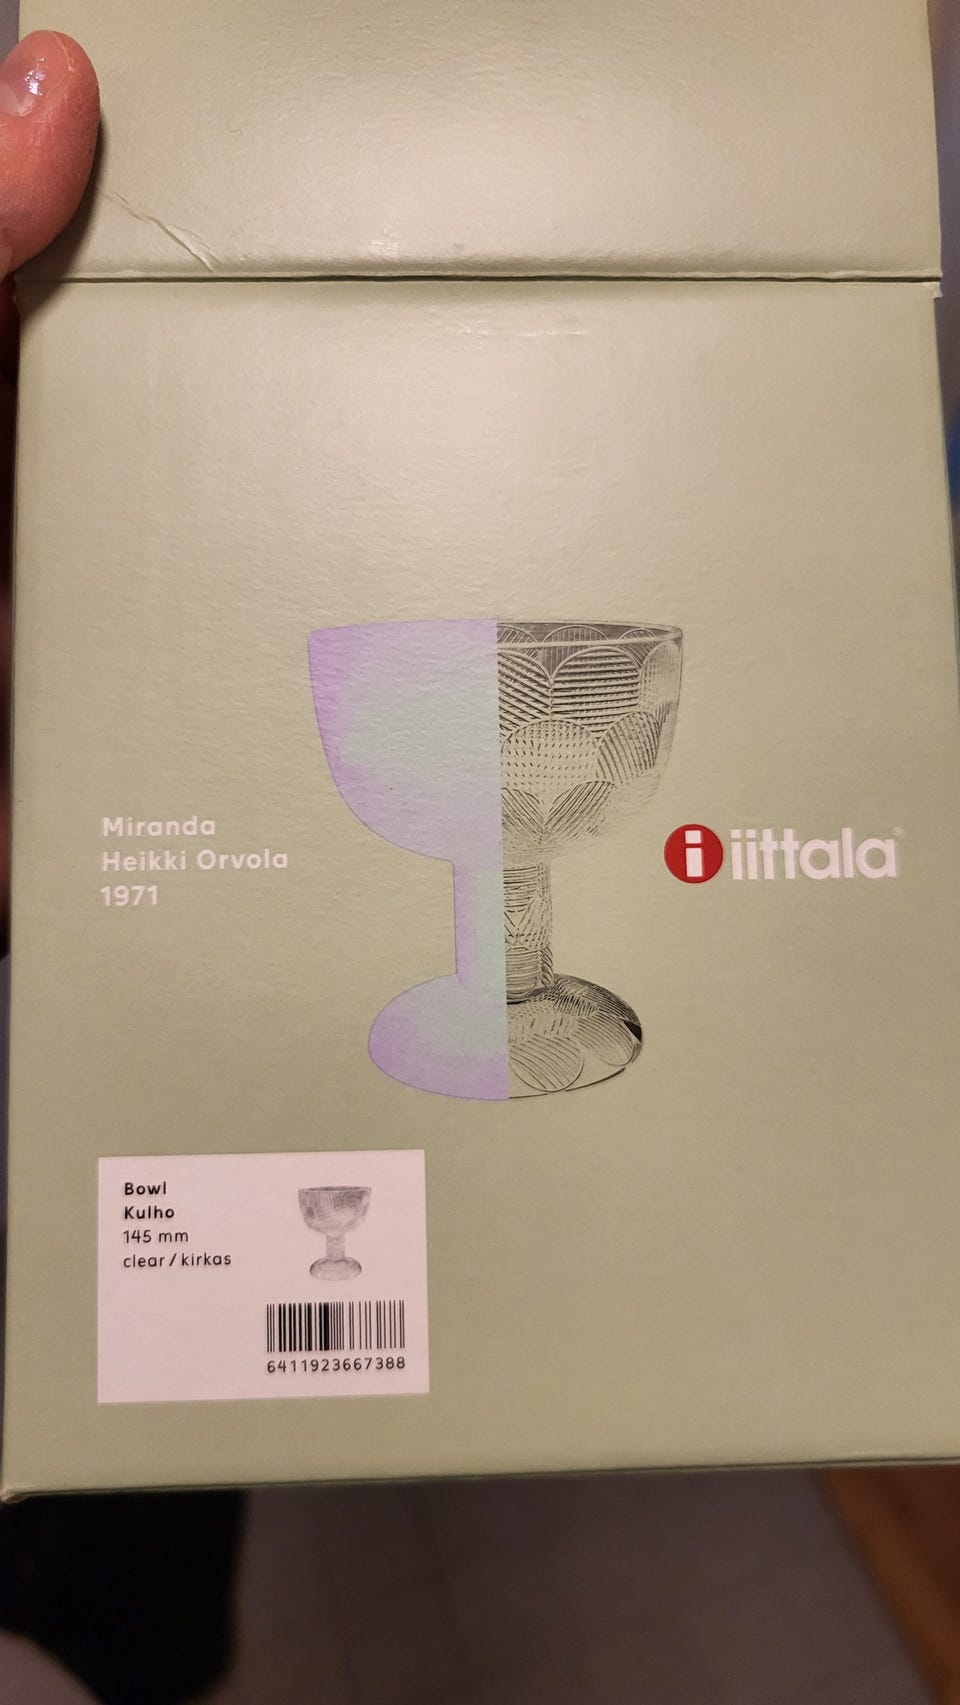 Miranda
Heikki Orvola
1971
i iittala®
Bowl
Kulho
145 mm
clear / kirkas
6411923667388